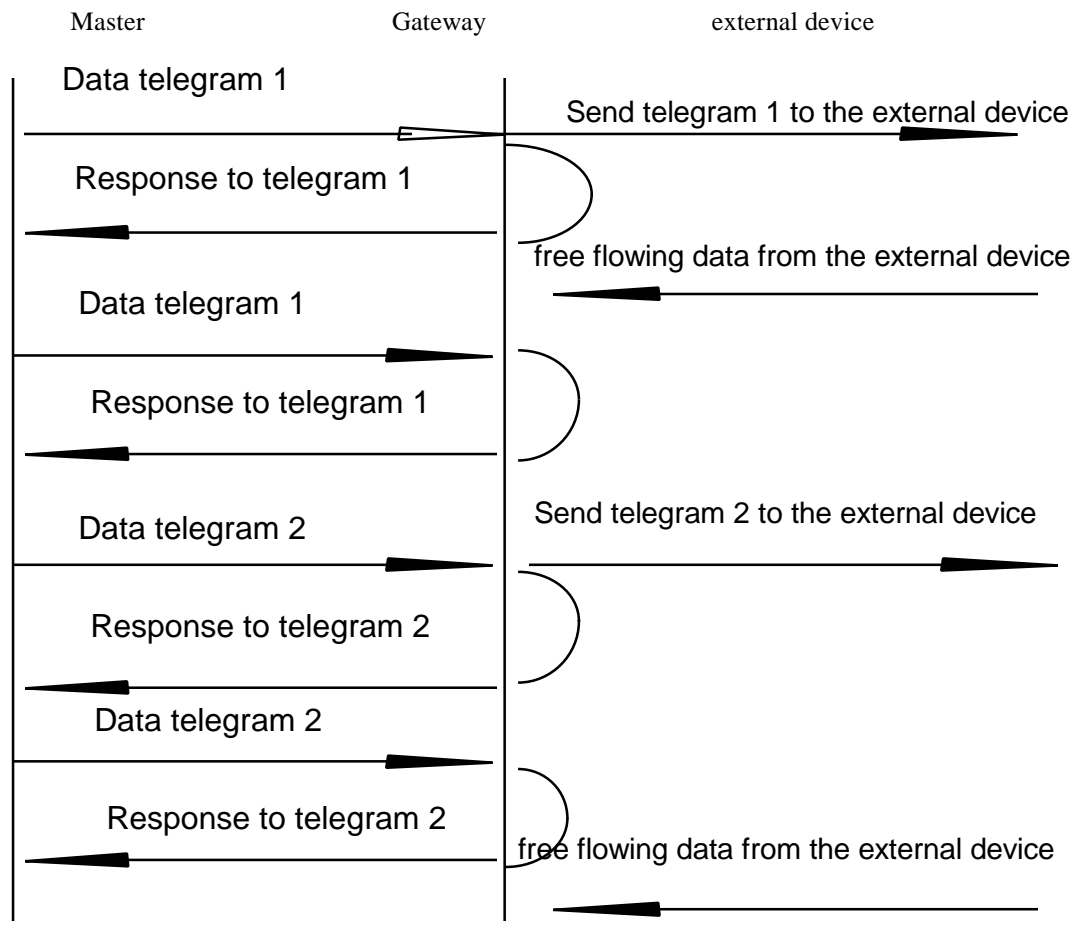 Master Gateway external device
Data telegram 1
Send telegram 1 to the external device
Response to telegram 1
free flowing data from the external device
Data telegram 1
Response to telegram 1
Send telegram 2 to the external device
Data telegram 2
Response to telegram 2
Data telegram 2
Response to telegram 2
free flowing data from the external device